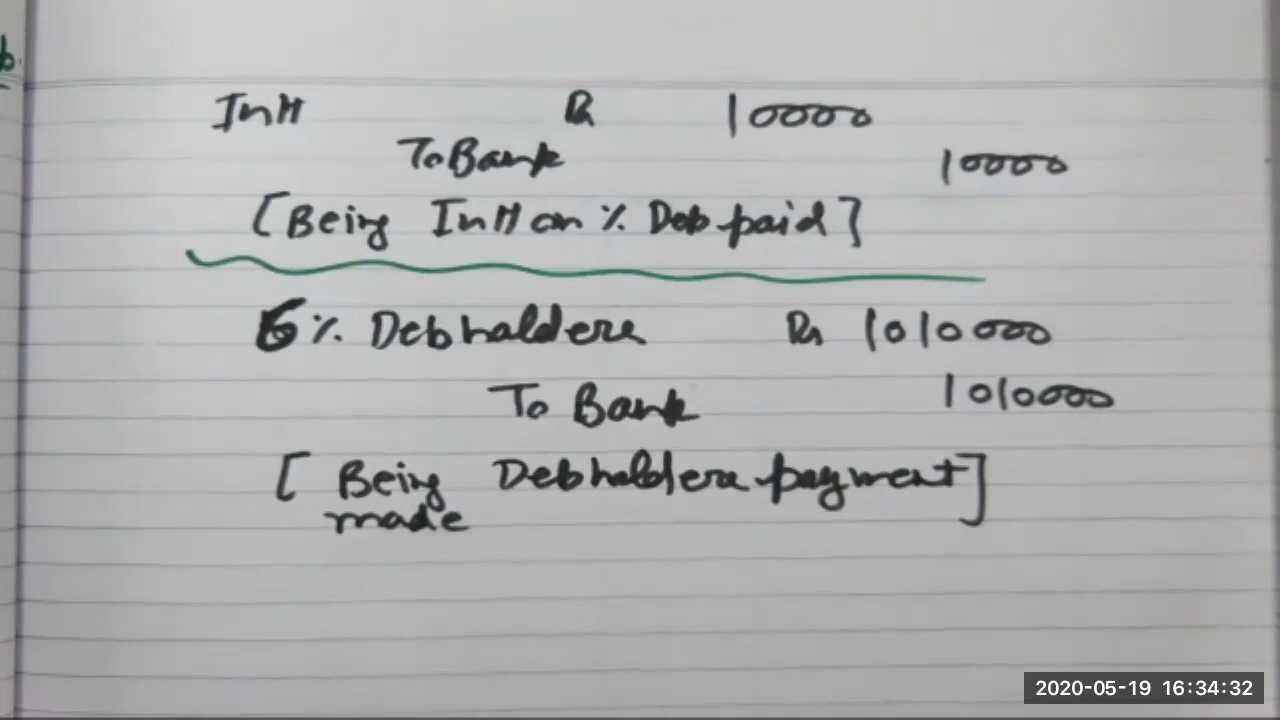 b.
Intt Dr 10000
To Bank 10000
[Being Intt on % Deb paid]
6% Debholders Dr 1010000
To Bank 1010000
[Being Debholders payment]
made
2020-05-19 16:34:32